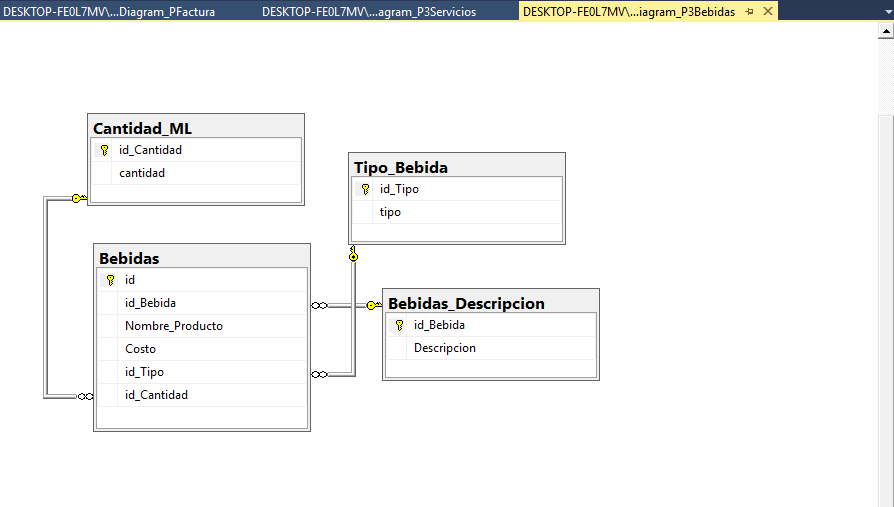 DESKTOP-FE0L7MV\...Diagram_PFactura
DESKTOP-FE0L7MV\...agram_P3Servicios
DESKTOP-FE0L7MV\...iagram_P3Bebidas
Cantidad_ML
id_Cantidad
cantidad
Tipo_Bebida
id_Tipo
tipo
Bebidas
id
id_Bebida
Nombre_Producto
Costo
id_Tipo
id_Cantidad
Bebidas_Descripcion
id_Bebida
Descripcion